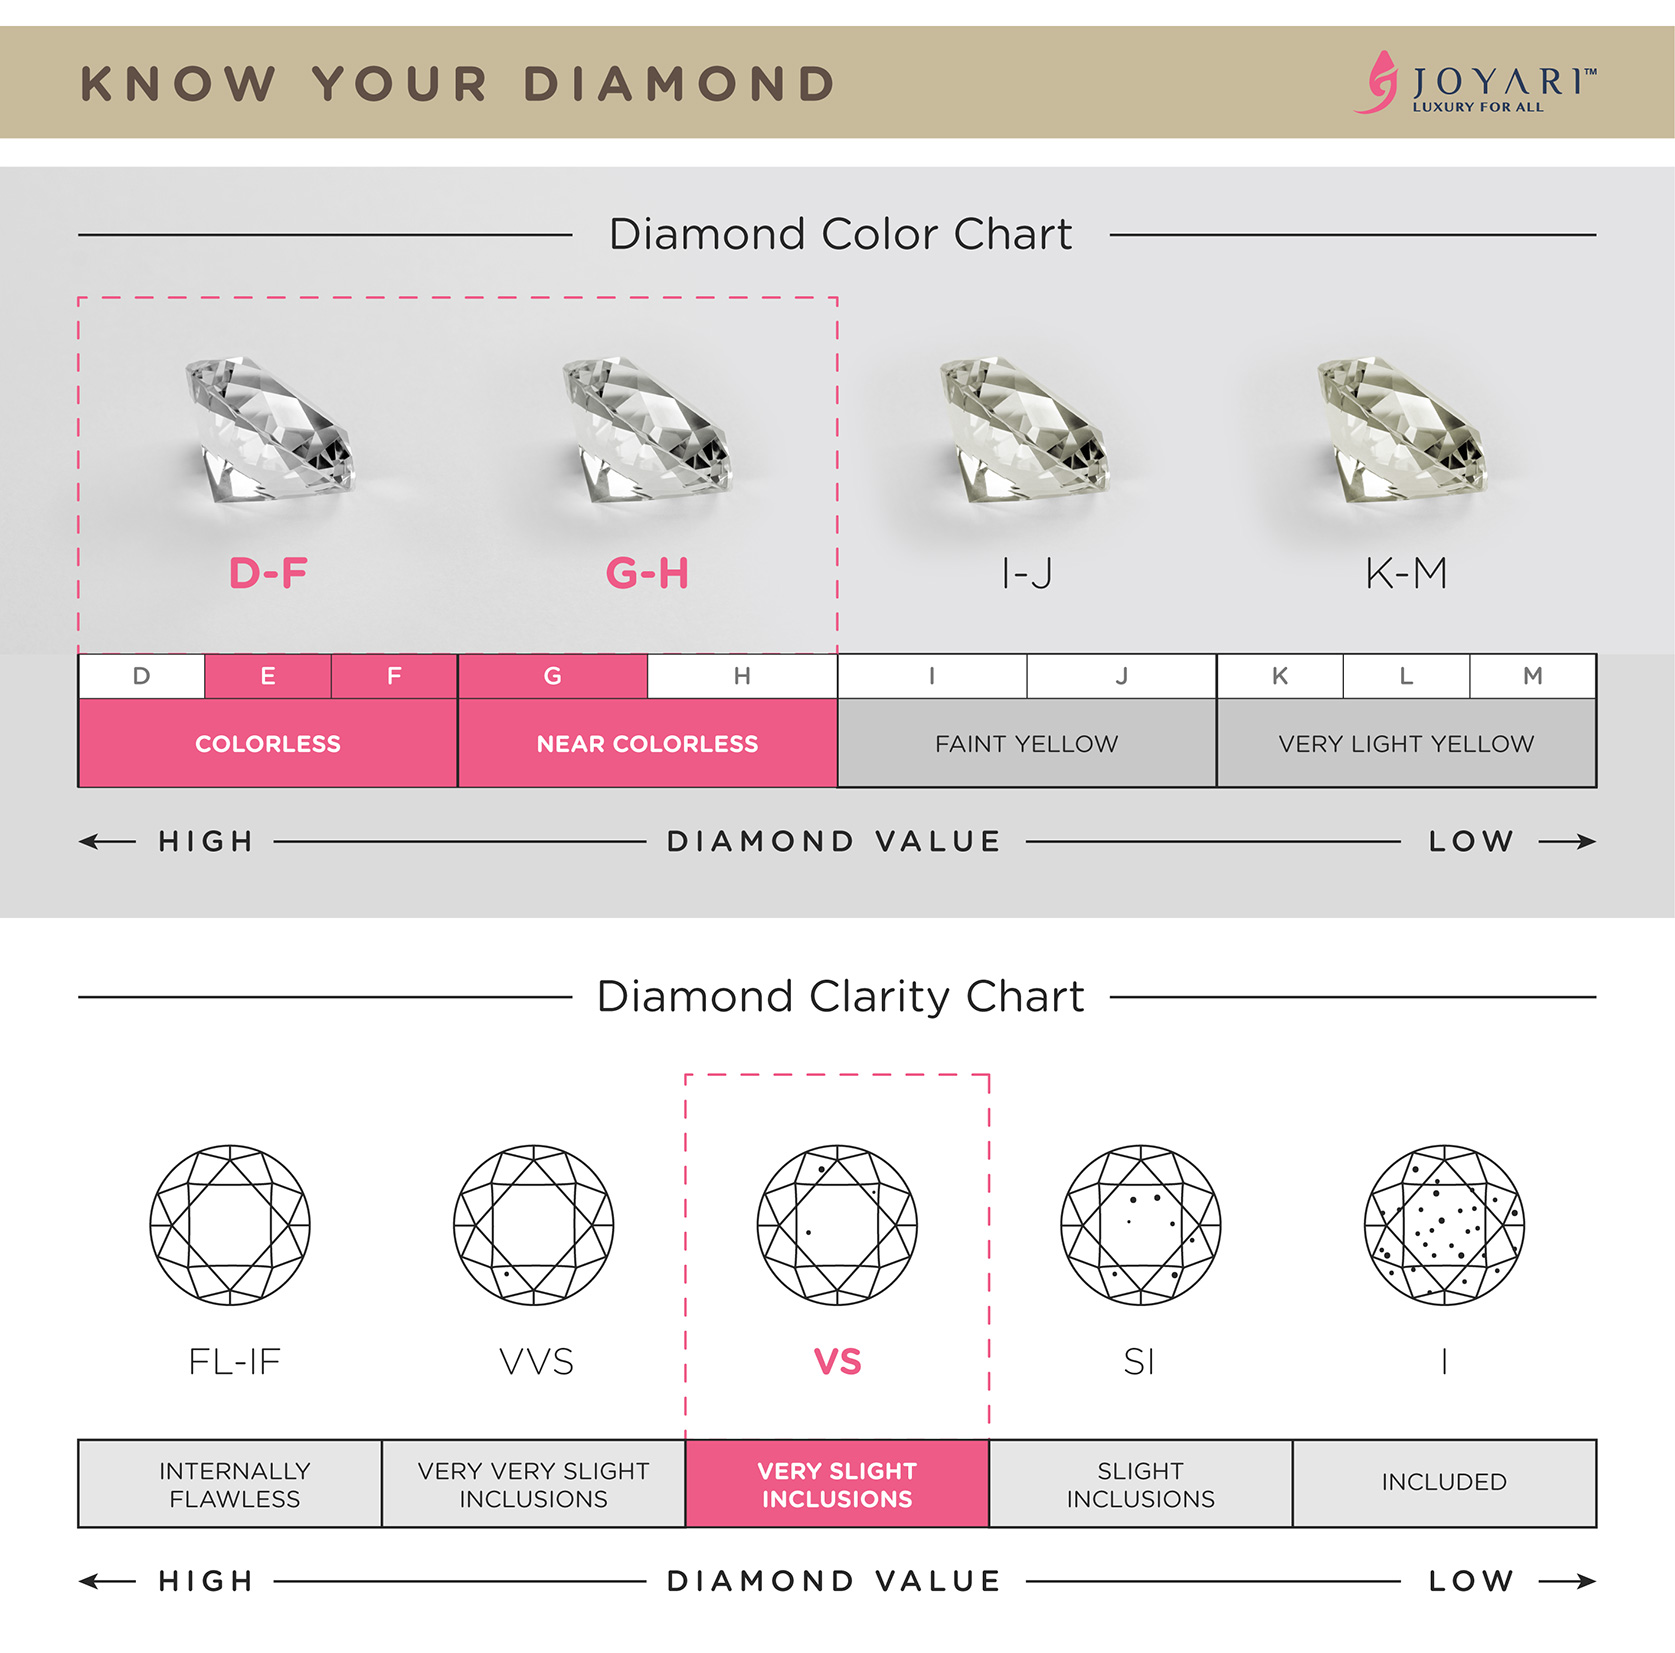 KNOW YOUR DIAMOND
JOYARI™
LUXURY FOR ALL
Diamond Color Chart
D-F G-H I-J K-M
D E F G H I J K L M
COLORLESS NEAR COLORLESS FAINT YELLOW VERY LIGHT YELLOW
HIGH DIAMOND VALUE LOW
Diamond Clarity Chart
FL-IF VVS VS SI I
INTERNALLY
FLAWLESS
VERY VERY SLIGHT
INCLUSIONS
VERY SLIGHT
INCLUSIONS
SLIGHT
INCLUSIONS
INCLUDED
HIGH DIAMOND VALUE LOW